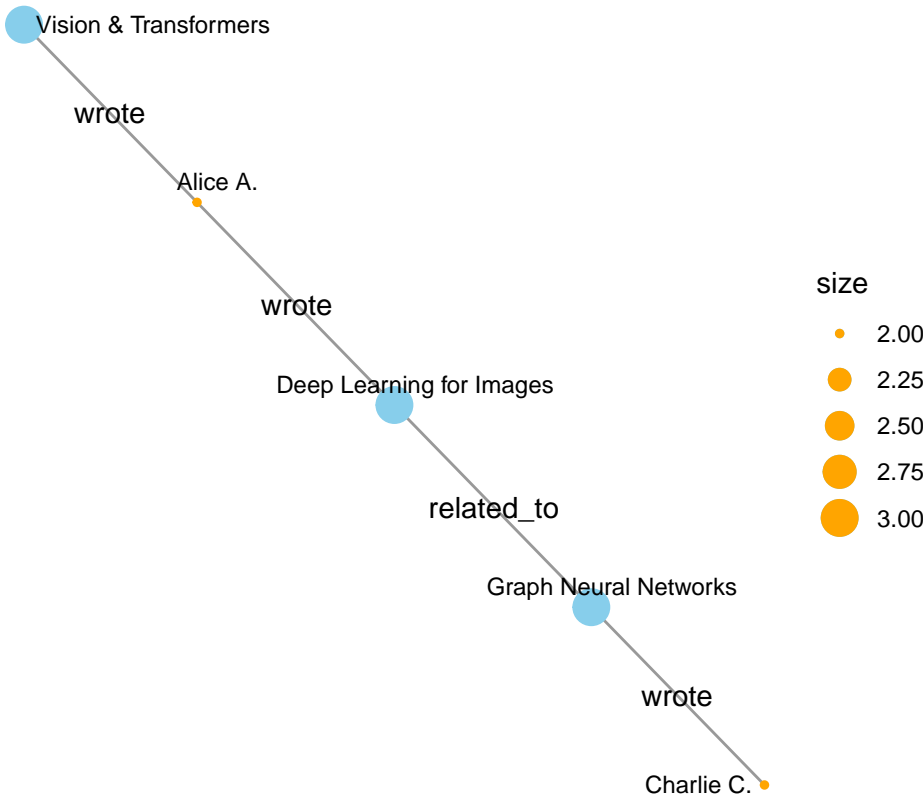 Vision & Transformers
wrote
Alice A.
wrote
Deep Learning for Images
related_to
Graph Neural Networks
wrote
Charlie C.
size
2.00
2.25
2.50
2.75
3.00